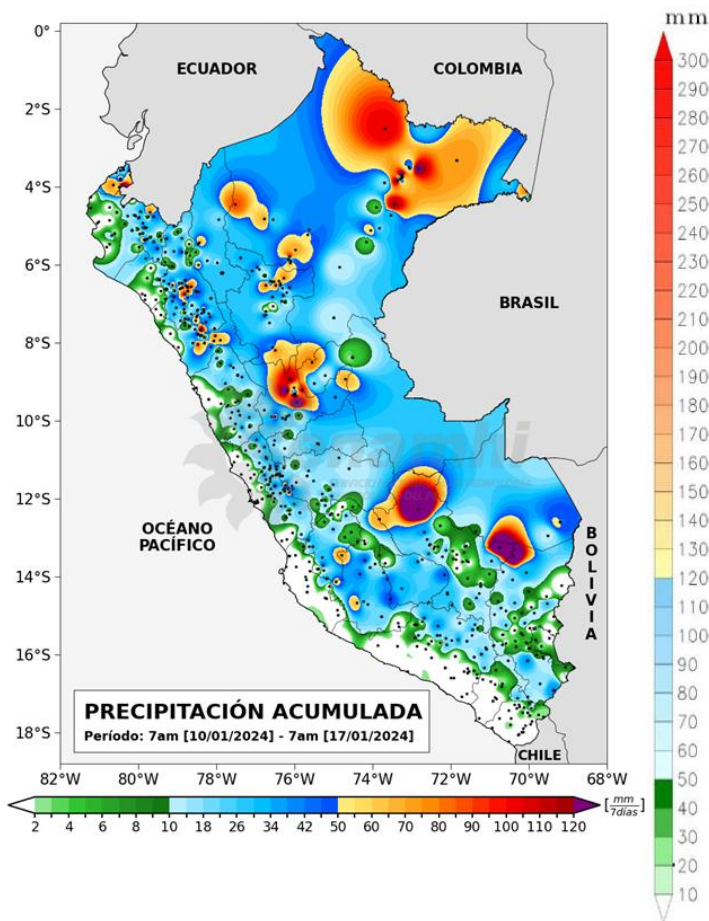 mm
0°
ECUADOR
COLOMBIA
300
290
2°S
280
270
4°S
260
250
240
6°S
230
220
BRASIL
210
8°S
200
190
180
10°S
170
160
150
12°S
OCÉANO
PACÍFICO
140
130
14°S
BOLIVIA
120
110
100
16°S
90
80
PRECIPITACIÓN ACUMULADA
Período: 7am [10/01/2024] - 7am [17/01/2024]
70
60
18°S
CHILE
50
82°W 80°W 78°W 76°W 74°W 72°W 70°W 68°W
40
30
2 4 6 8 10 18 26 34 42 50 60 70 80 90 100 110 120 [mm/7días]
20
10